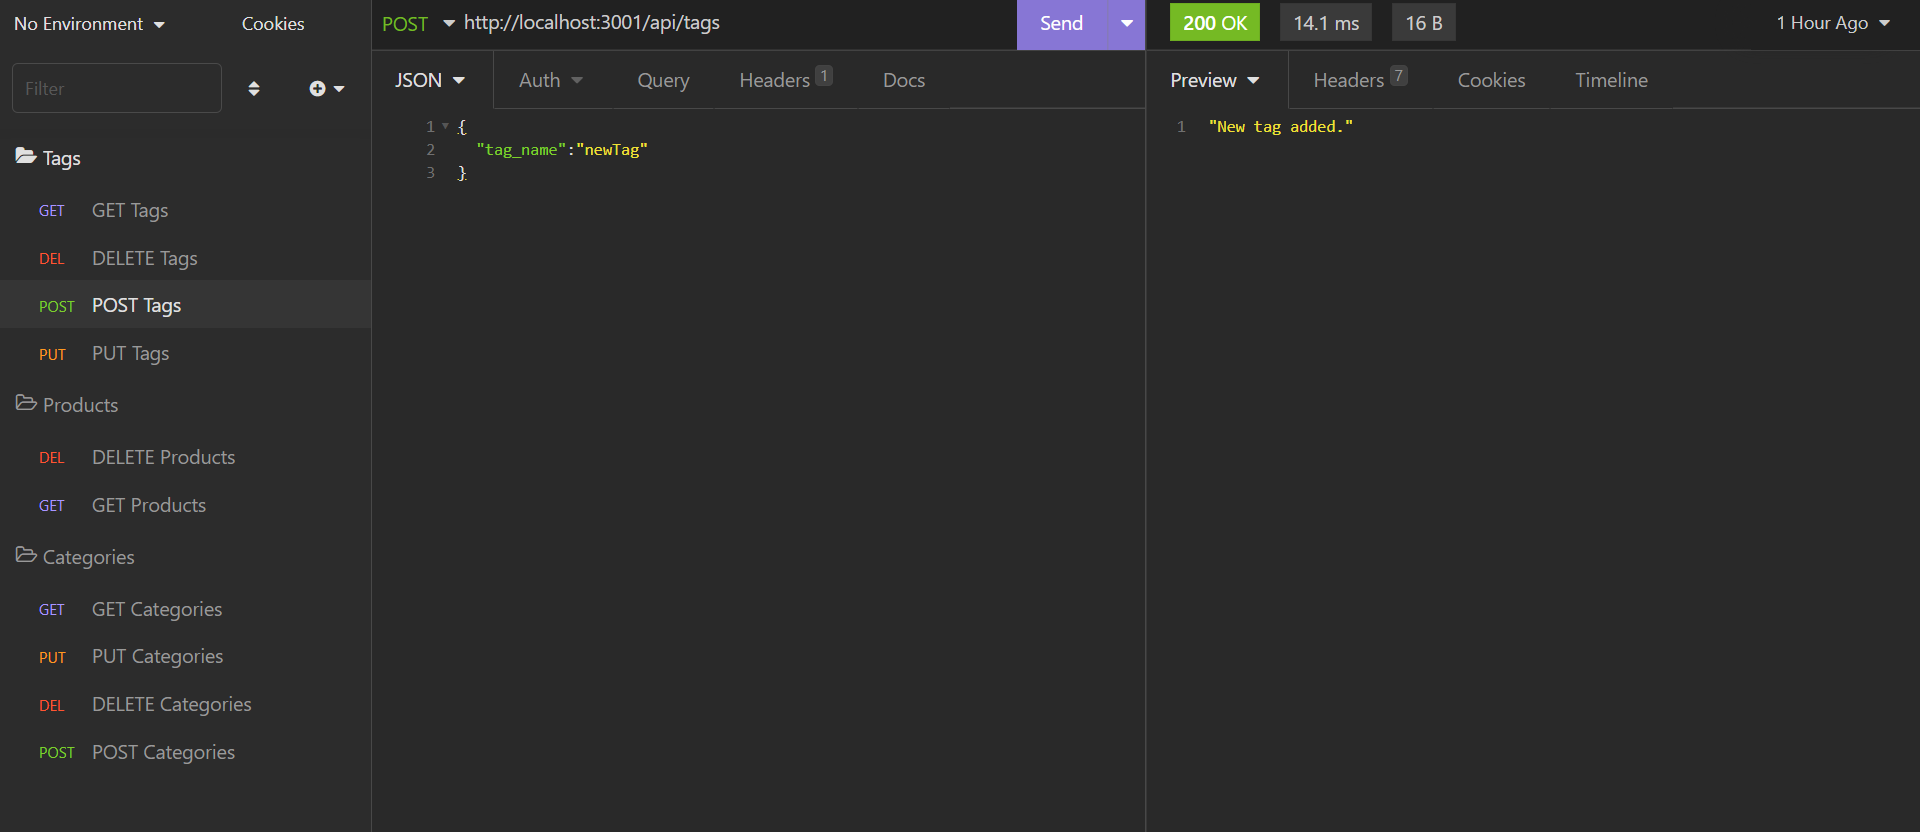 No Environment
Cookies
Filter
Tags
GET GET Tags
DEL DELETE Tags
POST POST Tags
PUT PUT Tags
Products
DEL DELETE Products
GET GET Products
Categories
GET GET Categories
PUT PUT Categories
DEL DELETE Categories
POST POST Categories
POST http://localhost:3001/api/tags Send
JSON Auth Query Headers 1 Docs
1 {
2 "tag_name":"newTag"
3 }
200 OK 14.1 ms 16 B 1 Hour Ago
Preview Headers 7 Cookies Timeline
1 "New tag added."